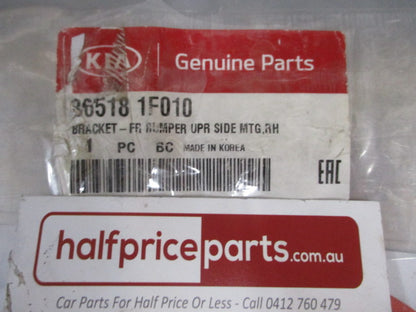 KIA Genuine Parts
86518 1F010
BRACKET-FR BUMPER UPR SIDE MTG,RH
1 PC BC MADE IN KOREA
EAC
halfpriceparts.com.au
Car Parts For Half Price Or Less - Call 0412 760 479